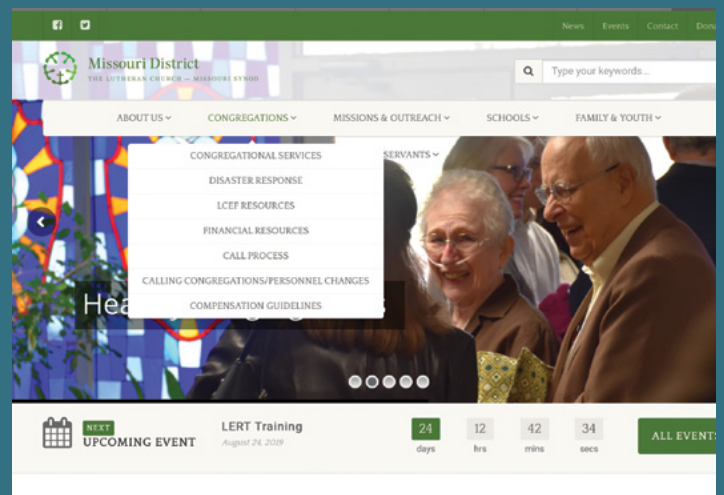 News Events Contact
Missouri District
THE LUTHERAN CHURCH — MISSOURI SYNOD
Type your keywords...
ABOUT US CONGREGATIONS MISSIONS & OUTREACH SCHOOLS FAMILY & YOUTH
SERVANTS
CONGREGATIONAL SERVICES
DISASTER RESPONSE
LCEF RESOURCES
FINANCIAL RESOURCES
CALL PROCESS
CALLING CONGREGATIONS/PERSONNEL CHANGES
COMPENSATION GUIDELINES
NEXT
UPCOMING EVENT
LERT Training
August 24, 2019
24 12 42 34
days hrs mins secs
ALL EVENTS